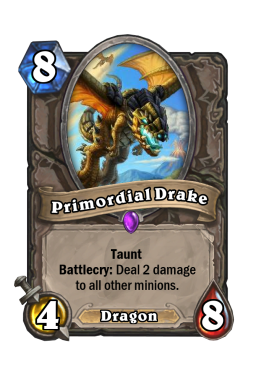 8
Primordial Drake
Taunt
Battlecry: Deal 2 damage
to all other minions.
4
Dragon
8